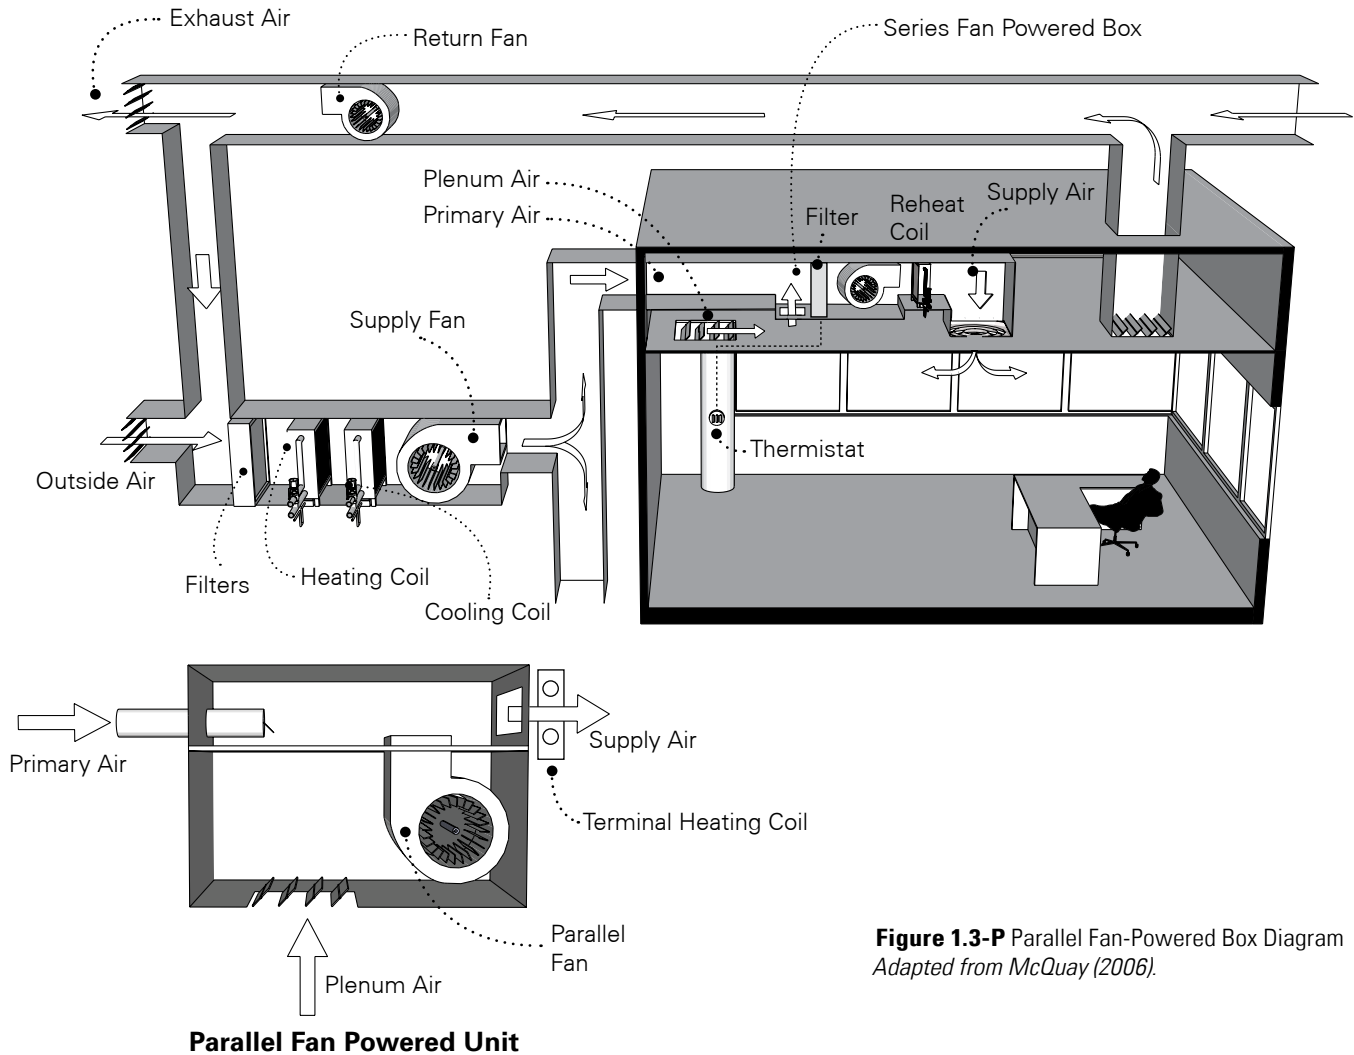 Exhaust Air
Return Fan
Series Fan Powered Box
Plenum Air
Primary Air
Filter
Reheat
Coil
Supply Air
Supply Fan
Thermistat
Outside Air
Filters
Heating Coil
Cooling Coil
Primary Air
Supply Air
Terminal Heating Coil
Parallel
Fan
Plenum Air
Parallel Fan Powered Unit
Figure 1.3-P Parallel Fan-Powered Box Diagram
Adapted from McQuay (2006).